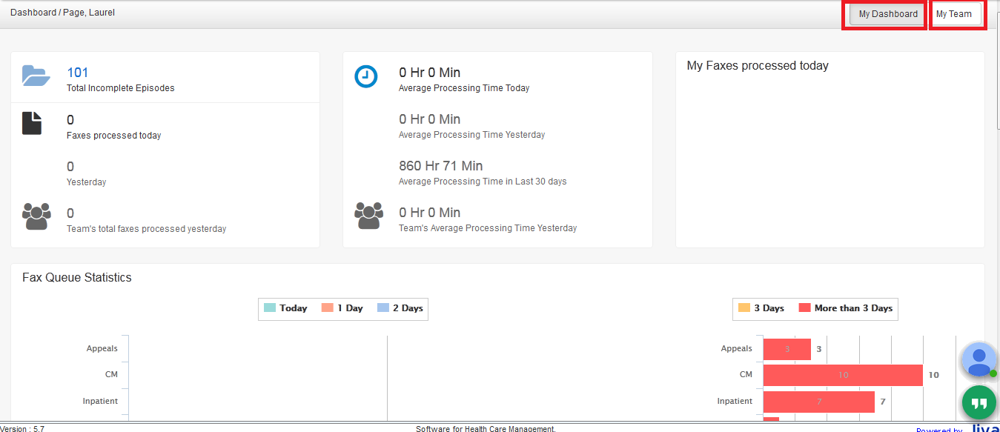 Dashboard / Page, Laurel
My Dashboard
My Team
101
Total Incomplete Episodes
0
Faxes processed today
0
Yesterday
0
Team's total faxes processed yesterday
0 Hr 0 Min
Average Processing Time Today
0 Hr 0 Min
Average Processing Time Yesterday
860 Hr 71 Min
Average Processing Time in Last 30 days
0 Hr 0 Min
Team's Average Processing Time Yesterday
My Faxes processed today
Fax Queue Statistics
Today 1 Day 2 Days
Appeals
CM
Inpatient
3 Days More than 3 Days
Appeals 3 3
CM 10 10
Inpatient 7 7
Version : 5.7
Software for Health Care Management.
Powered by